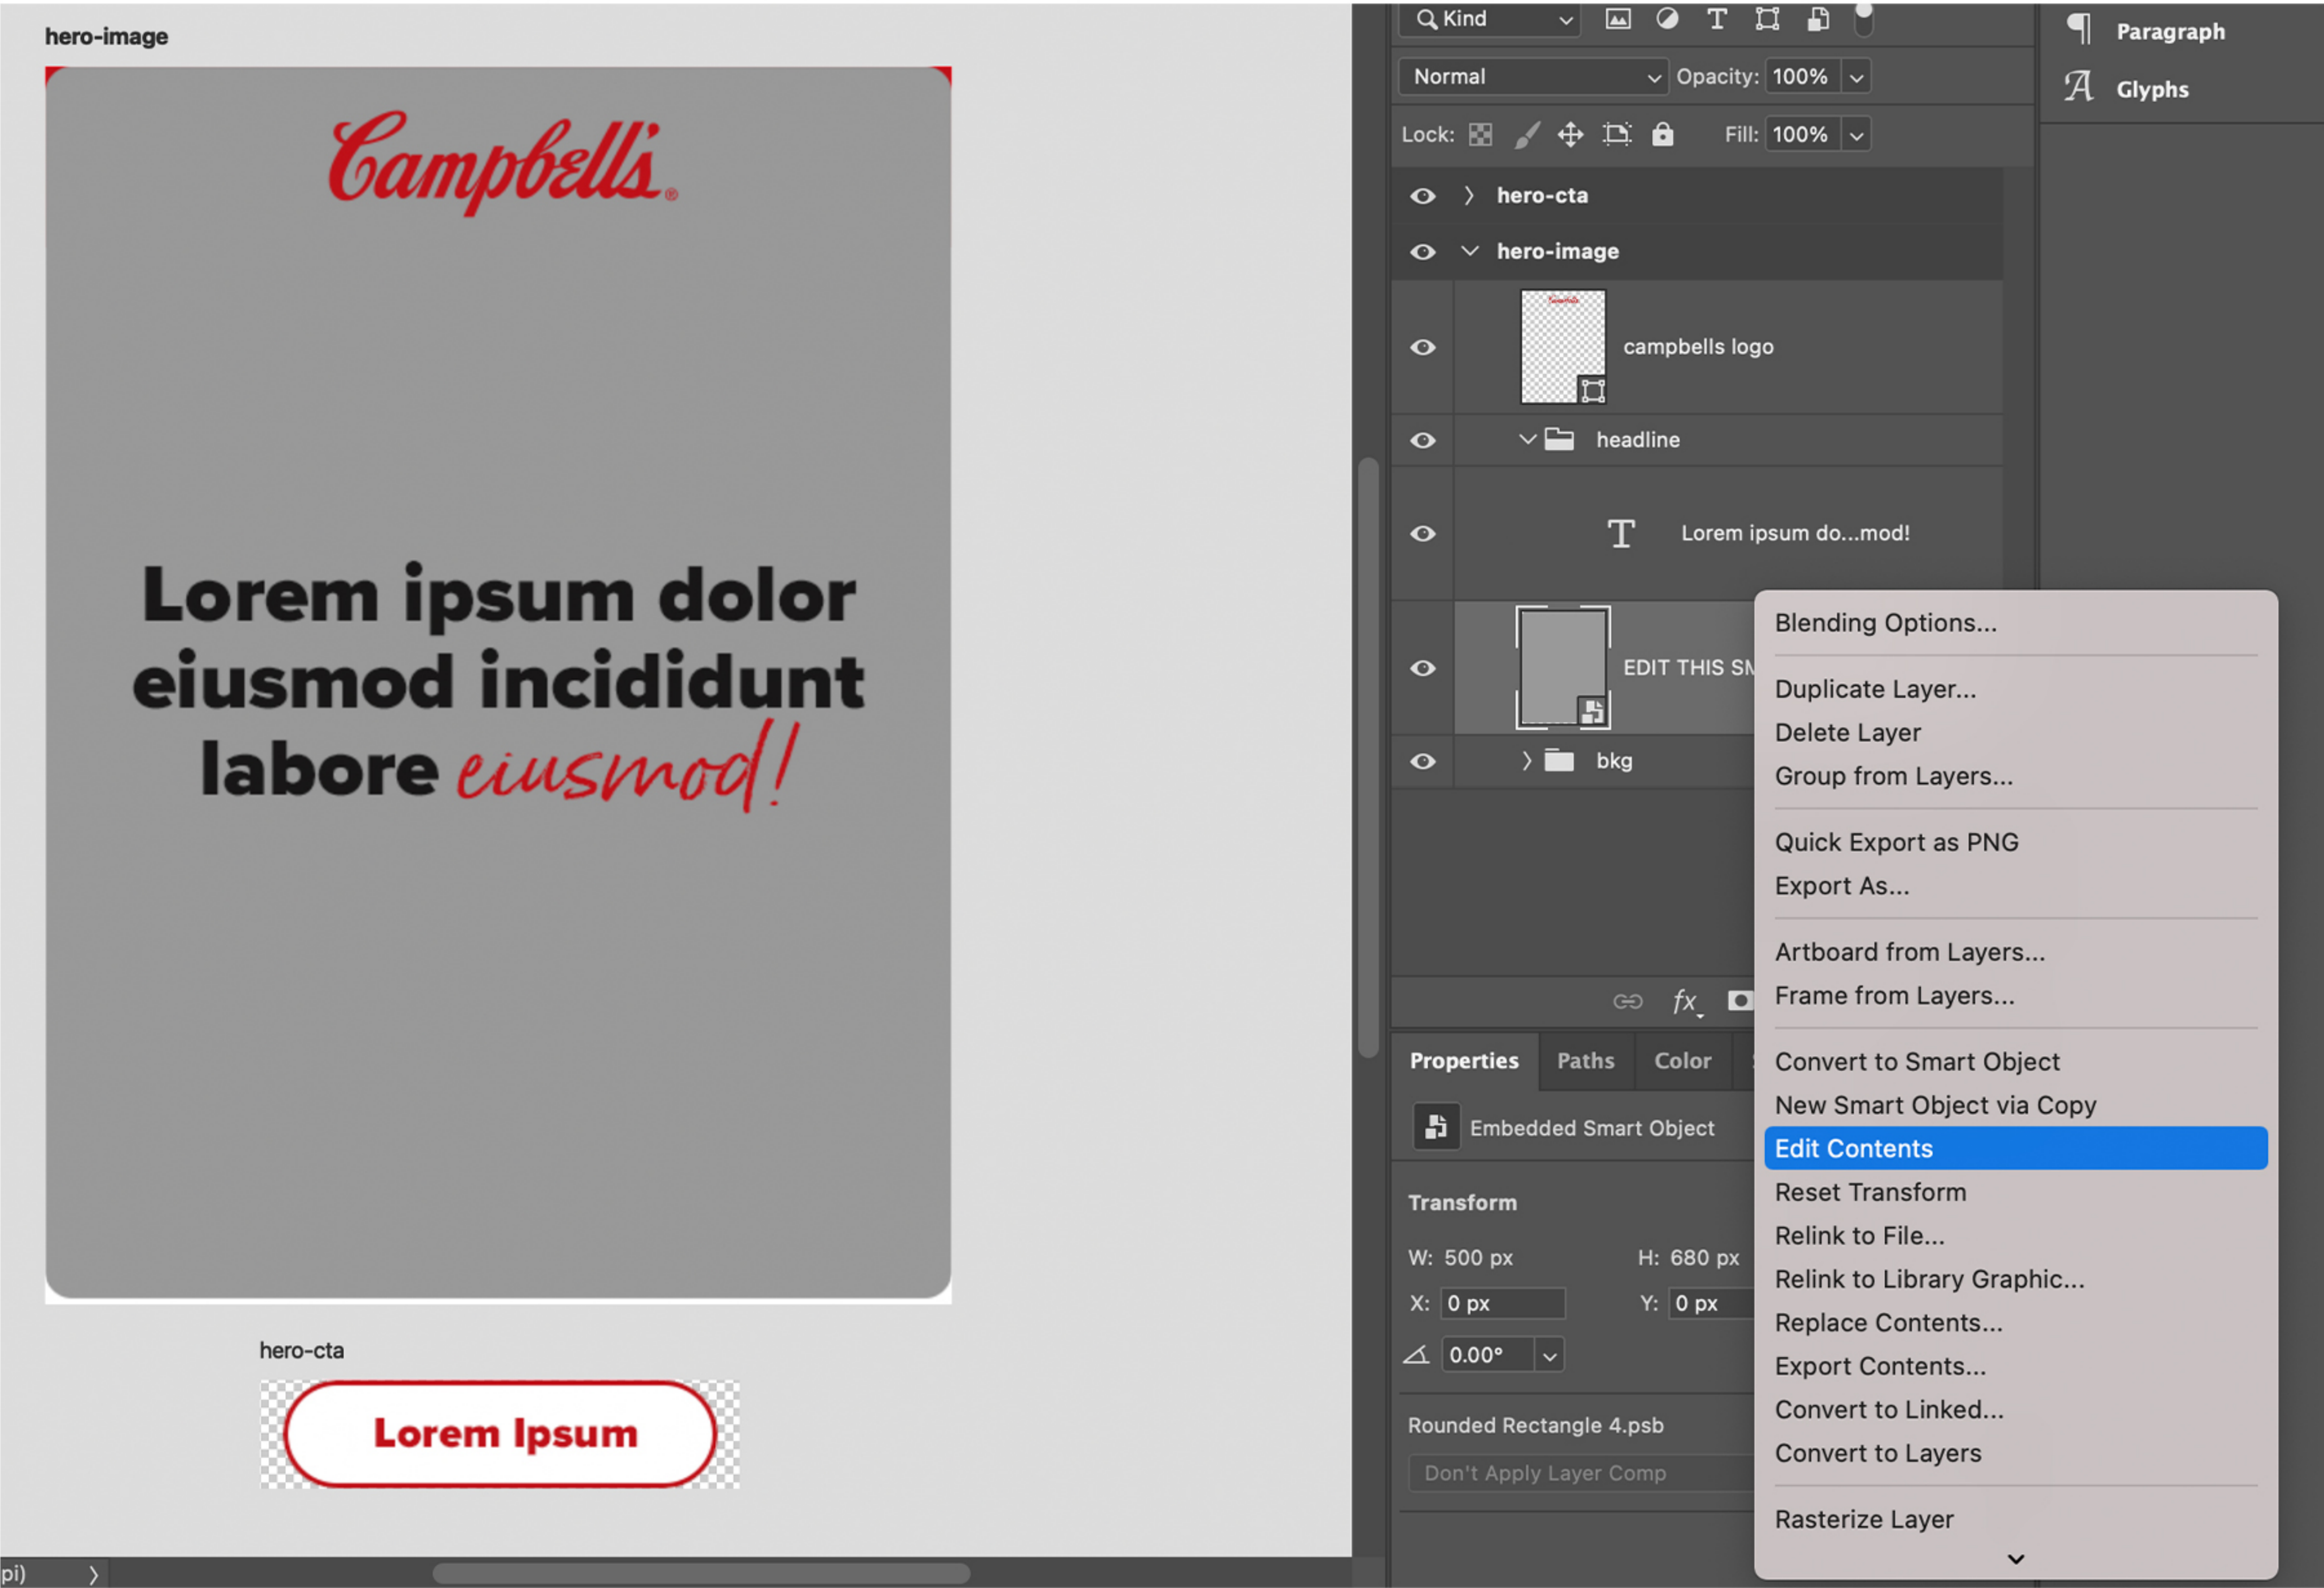 hero-image
Campbell's®
Lorem ipsum dolor
eiusmod incididunt
labore eiusmod!
hero-cta
Lorem Ipsum
pi)
Kind
Normal
Opacity: 100%
Lock:
Fill: 100%
hero-cta
hero-image
campbells logo
headline
T Lorem ipsum do...mod!
EDIT THIS SM
bkg
fx
Properties Paths Color
Embedded Smart Object
Transform
W: 500 px H: 680 px
X: 0 px Y: 0 px
0.00°
Rounded Rectangle 4.psb
Don't Apply Layer Comp
Paragraph
Glyphs
Blending Options...
Duplicate Layer...
Delete Layer
Group from Layers...
Quick Export as PNG
Export As...
Artboard from Layers...
Frame from Layers...
Convert to Smart Object
New Smart Object via Copy
Edit Contents
Reset Transform
Relink to File...
Relink to Library Graphic...
Replace Contents...
Export Contents...
Convert to Linked...
Convert to Layers
Rasterize Layer